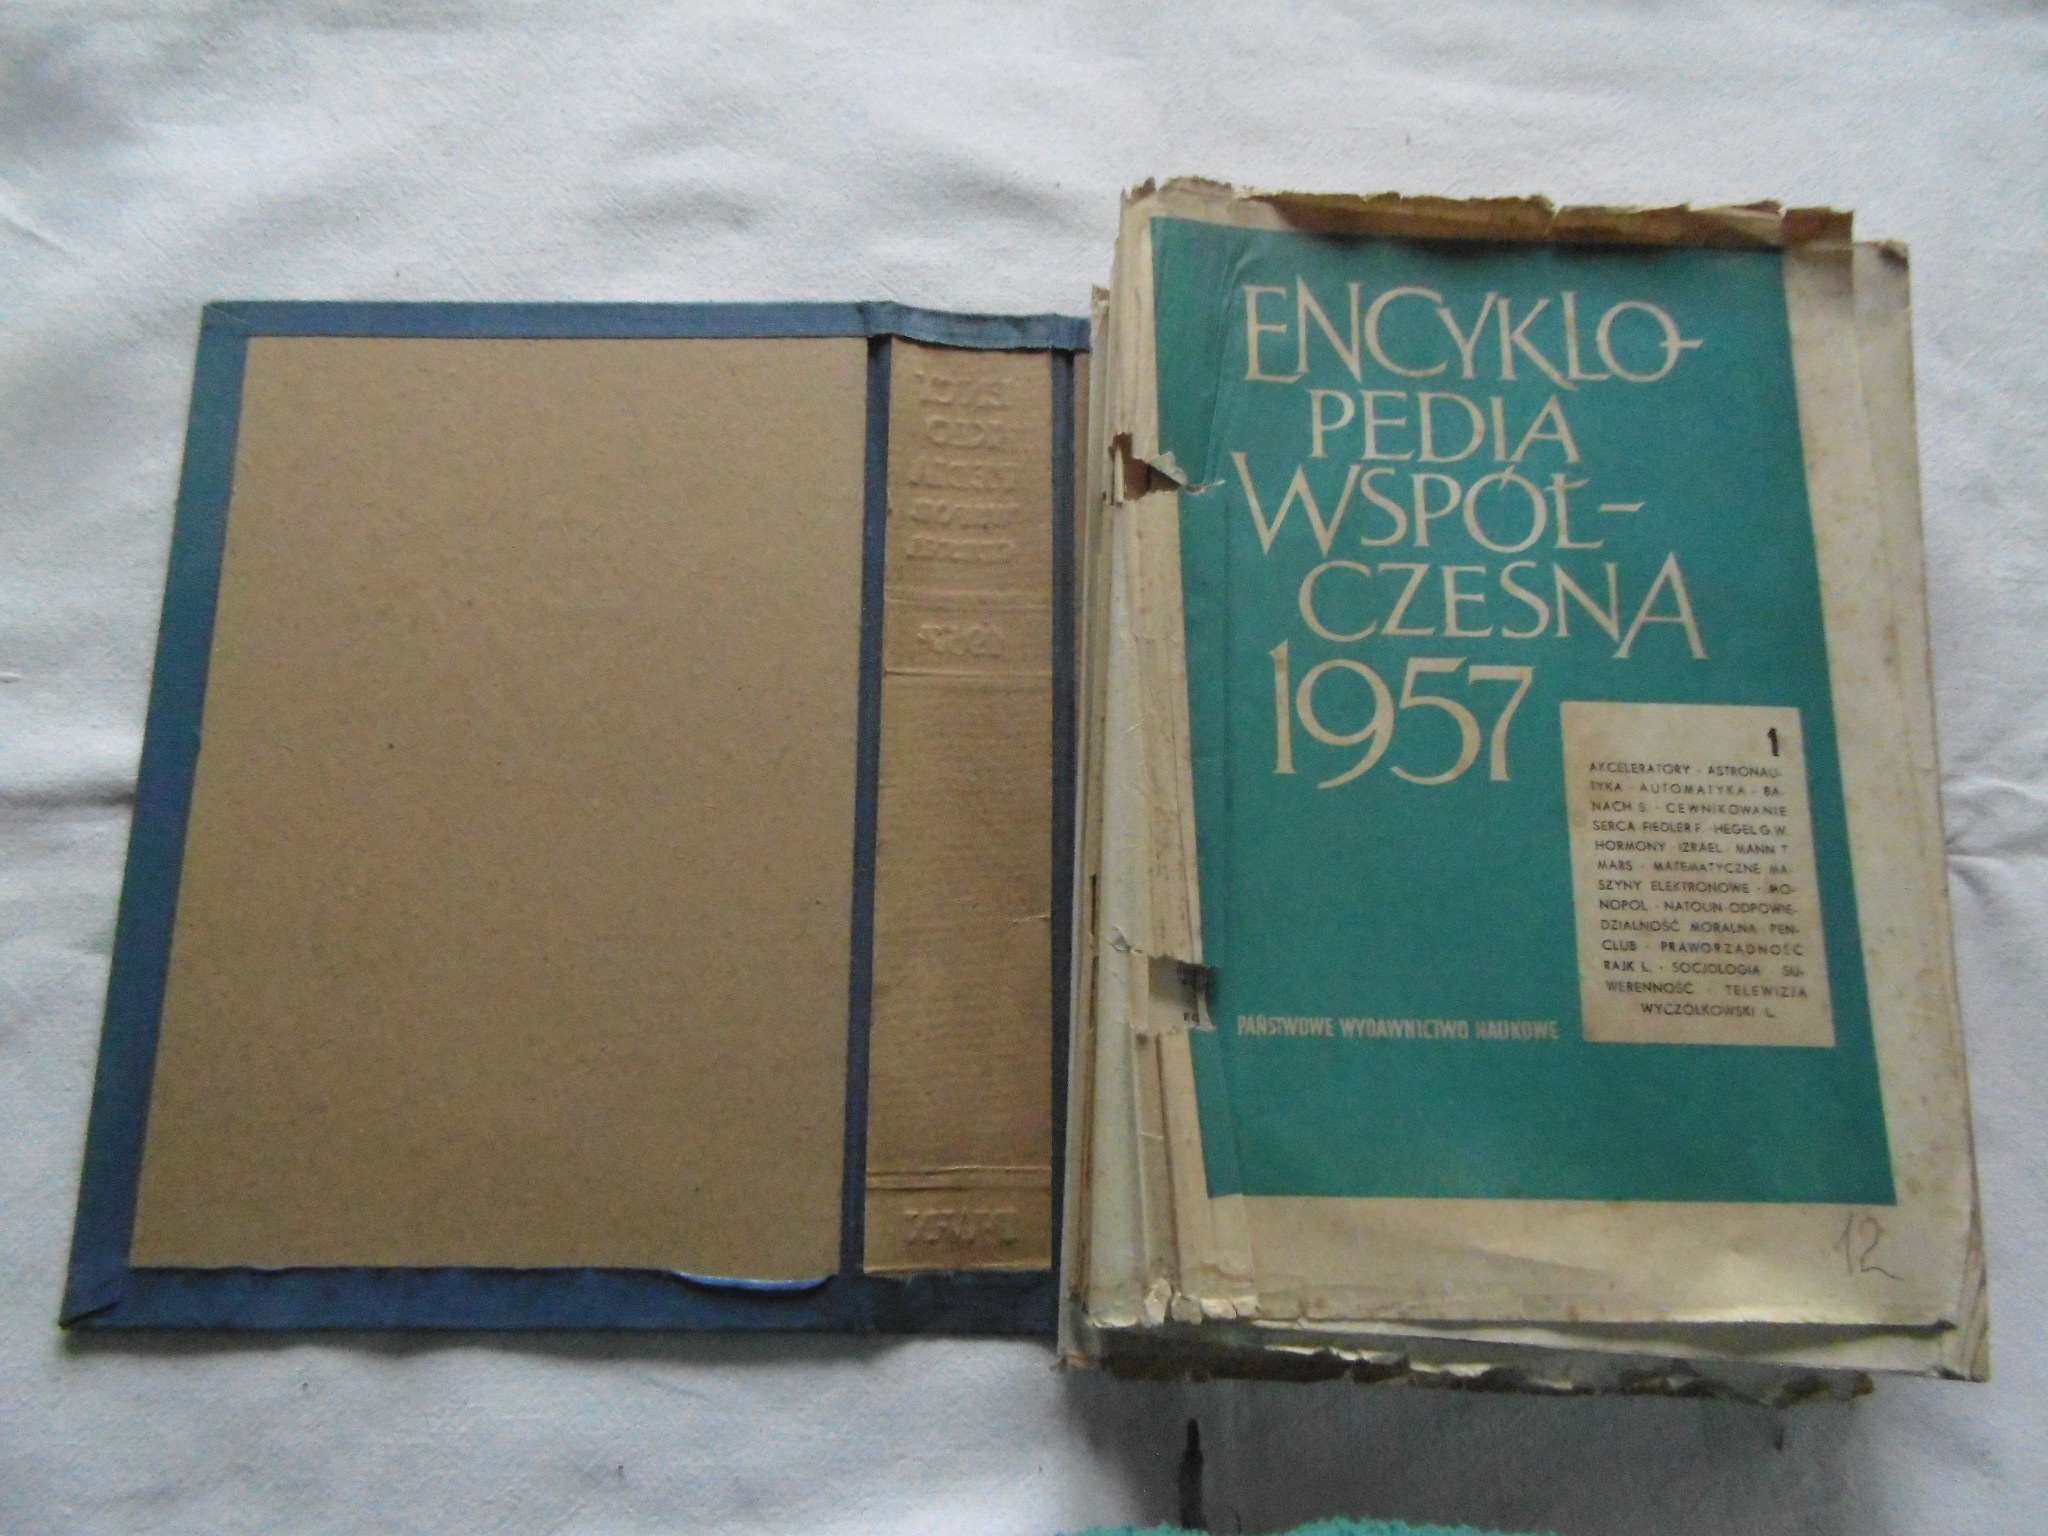 ENCYKLO-
PEDIA
WSPÓŁ-
CZESNA
1957
1
AKCELERATORY · ASTRONAU-
TYKA · AUTOMATYKA · BA-
NACH S. · CEWNIKOWANIE
SERCA · FIEDLER F. · HEGEL G.W.
HORMONY · IZRAEL · MANN T.
MARS · MATEMATYCZNE MA-
SZYNY ELEKTRONOWE · MO-
NOPOL · NATOLIN · ODPOWIE-
DZIALNOŚĆ MORALNA · PEN-
CLUB · PRAWORZĄDNOŚĆ
RAJK L. · SOCJOLOGIA · SU-
WERENNOŚĆ · TELEWIZJA
WYCZÓŁKOWSKI L.
PAŃSTWOWE WYDAWNICTWO NAUKOWE
12